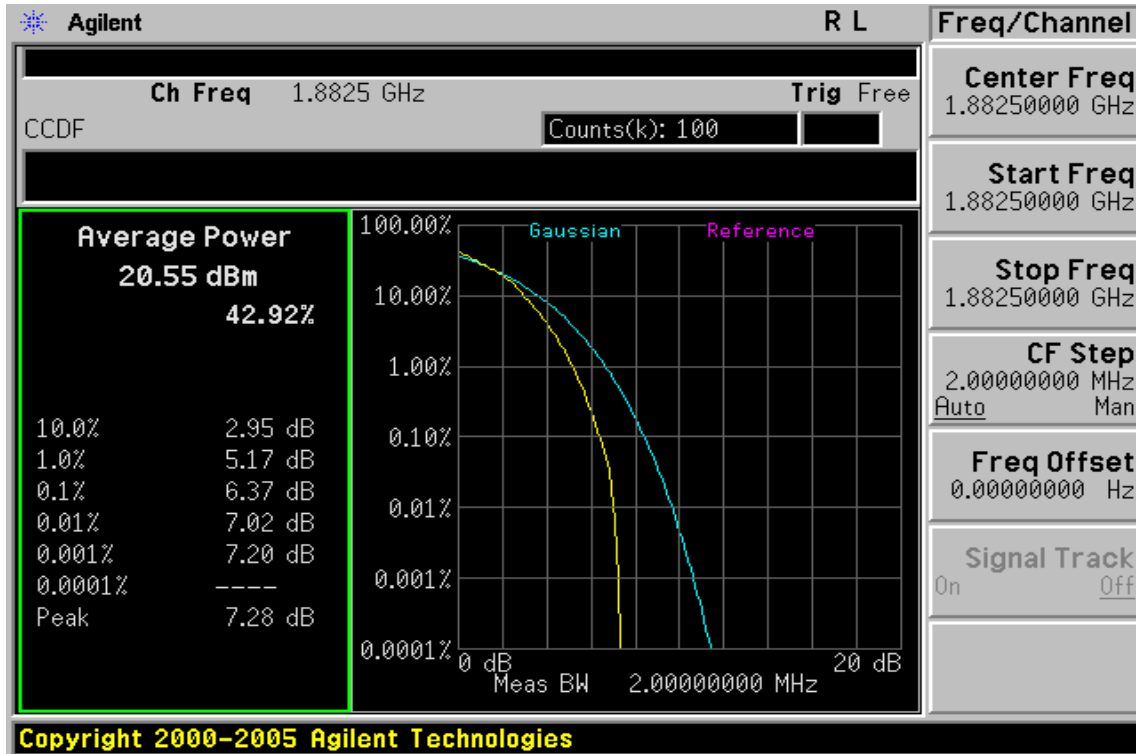 Agilent R L
Ch Freq 1.8825 GHz Trig Free
CCDF Counts(k): 100
Average Power
20.55 dBm
42.92%
10.0% 2.95 dB
1.0% 5.17 dB
0.1% 6.37 dB
0.01% 7.02 dB
0.001% 7.20 dB
0.0001% ----
Peak 7.28 dB
Gaussian Reference
100.00%
10.00%
1.00%
0.10%
0.01%
0.001%
0.0001%
0 dB 20 dB
Meas BW 2.00000000 MHz
Freq/Channel
Center Freq
1.88250000 GHz
Start Freq
1.88250000 GHz
Stop Freq
1.88250000 GHz
CF Step
2.00000000 MHz
Auto Man
Freq Offset
0.00000000 Hz
Signal Track
On Off
Copyright 2000-2005 Agilent Technologies